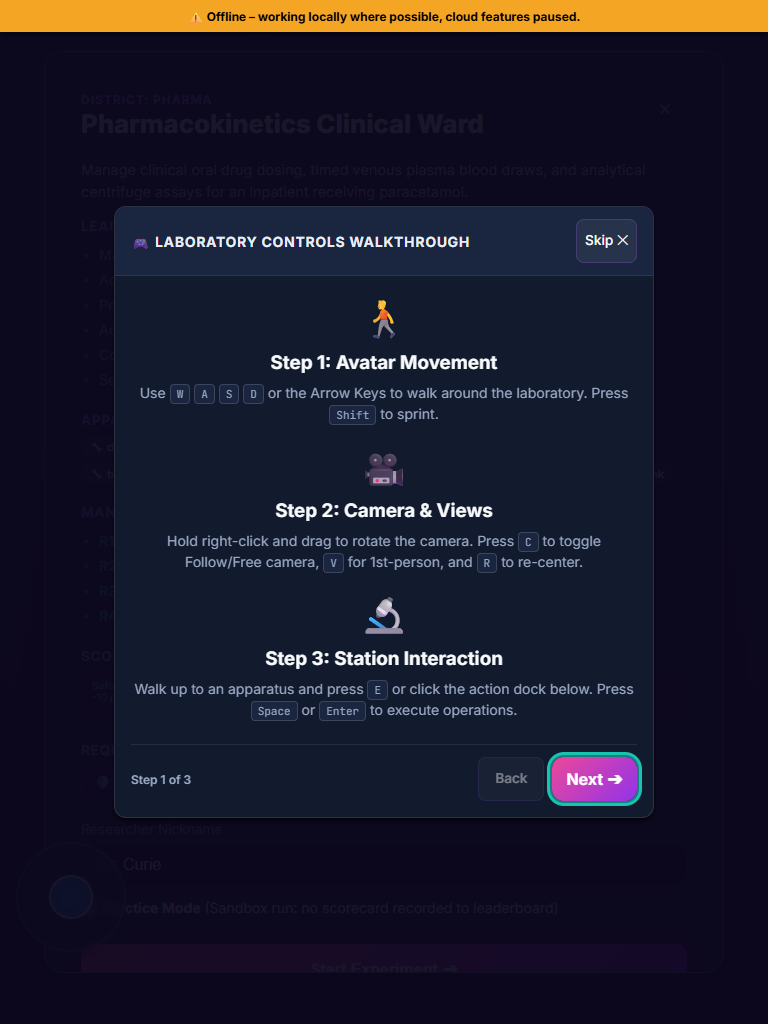 ⚠️ Offline – working locally where possible, cloud features paused.
DISTRICT: PHARMA
Pharmacokinetics Clinical Ward
Manage clinical oral drug dosing, timed venous plasma blood draws, and analytical
centrifuge assays for an inpatient receiving paracetamol.
🎮 LABORATORY CONTROLS WALKTHROUGH
Skip ✕
Step 1: Avatar Movement
Use W A S D or the Arrow Keys to walk around the laboratory. Press
Shift to sprint.
Step 2: Camera & Views
Hold right-click and drag to rotate the camera. Press C to toggle
Follow/Free camera, V for 1st-person, and R to re-center.
Step 3: Station Interaction
Walk up to an apparatus and press E or click the action dock below. Press
Space or Enter to execute operations.
Step 1 of 3
Back
Next ➔
Researcher Nickname
Curie
ctice Mode (Sandbox run: no scorecard recorded to leaderboard)
Start Experiment ➔